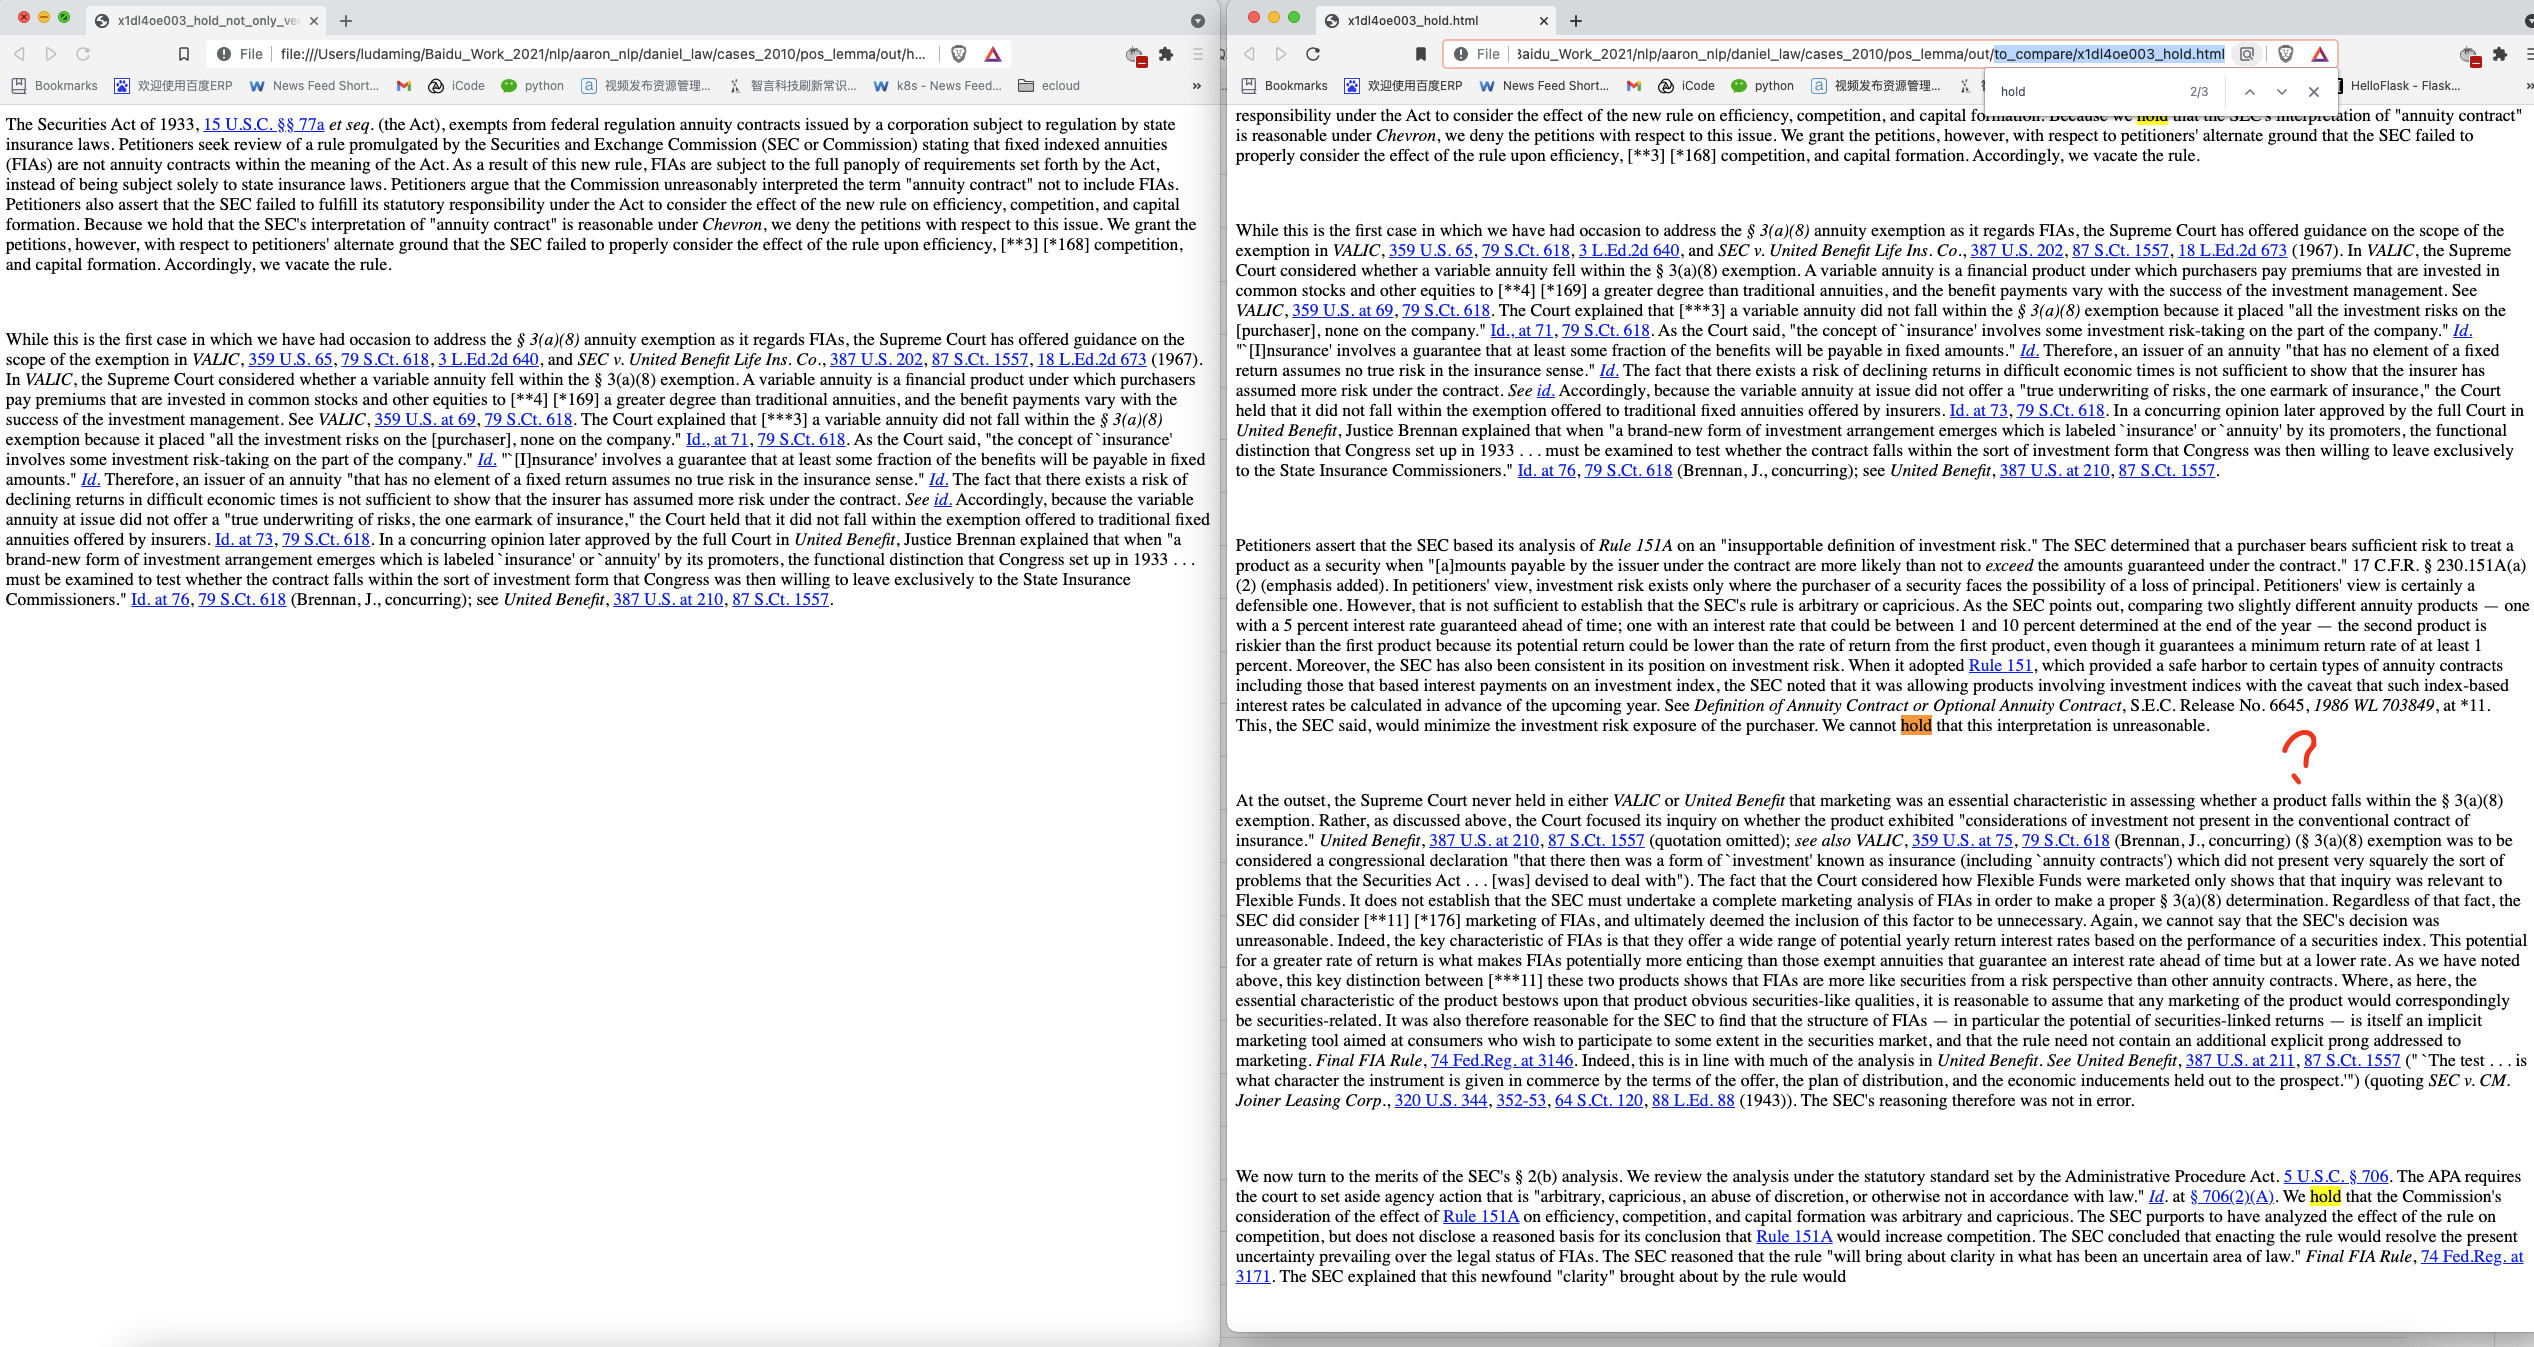 x1dl4oe003_hold_not_only_ve
File file:///Users/ludaming/Baidu_Work_2021/nlp/aaron_nlp/daniel_law/cases_2010/pos_lemma/out/h...
Bookmarks 欢迎使用百度ERP News Feed Short... iCode python 视频发布资源管理... 智言科技刷新常识... k8s - News Feed... ecloud »
The Securities Act of 1933, 15 U.S.C. §§ 77a et seq. (the Act), exempts from federal regulation annuity contracts issued by a corporation subject to regulation by state
insurance laws. Petitioners seek review of a rule promulgated by the Securities and Exchange Commission (SEC or Commission) stating that fixed indexed annuities
(FIAs) are not annuity contracts within the meaning of the Act. As a result of this new rule, FIAs are subject to the full panoply of requirements set forth by the Act,
instead of being subject solely to state insurance laws. Petitioners argue that the Commission unreasonably interpreted the term "annuity contract" not to include FIAs.
Petitioners also assert that the SEC failed to fulfill its statutory responsibility under the Act to consider the effect of the new rule on efficiency, competition, and capital
formation. Because we hold that the SEC's interpretation of "annuity contract" is reasonable under Chevron, we deny the petitions with respect to this issue. We grant the
petitions, however, with respect to petitioners' alternate ground that the SEC failed to properly consider the effect of the rule upon efficiency, [**3] [*168] competition,
and capital formation. Accordingly, we vacate the rule.
While this is the first case in which we have had occasion to address the § 3(a)(8) annuity exemption as it regards FIAs, the Supreme Court has offered guidance on the
scope of the exemption in VALIC, 359 U.S. 65, 79 S.Ct. 618, 3 L.Ed.2d 640, and SEC v. United Benefit Life Ins. Co., 387 U.S. 202, 87 S.Ct. 1557, 18 L.Ed.2d 673 (1967).
In VALIC, the Supreme Court considered whether a variable annuity fell within the § 3(a)(8) exemption. A variable annuity is a financial product under which purchasers
pay premiums that are invested in common stocks and other equities to [**4] [*169] a greater degree than traditional annuities, and the benefit payments vary with the
success of the investment management. See VALIC, 359 U.S. at 69, 79 S.Ct. 618. The Court explained that [***3] a variable annuity did not fall within the § 3(a)(8)
exemption because it placed "all the investment risks on the [purchaser], none on the company." Id., at 71, 79 S.Ct. 618. As the Court said, "the concept of `insurance'
involves some investment risk-taking on the part of the company." Id. "`[I]nsurance' involves a guarantee that at least some fraction of the benefits will be payable in fixed
amounts." Id. Therefore, an issuer of an annuity "that has no element of a fixed return assumes no true risk in the insurance sense." Id. The fact that there exists a risk of
declining returns in difficult economic times is not sufficient to show that the insurer has assumed more risk under the contract. See id. Accordingly, because the variable
annuity at issue did not offer a "true underwriting of risks, the one earmark of insurance," the Court held that it did not fall within the exemption offered to traditional fixed
annuities offered by insurers. Id. at 73, 79 S.Ct. 618. In a concurring opinion later approved by the full Court in United Benefit, Justice Brennan explained that when "a
brand-new form of investment arrangement emerges which is labeled `insurance' or `annuity' by its promoters, the functional distinction that Congress set up in 1933 . . .
must be examined to test whether the contract falls within the sort of investment form that Congress was then willing to leave exclusively to the State Insurance
Commissioners." Id. at 76, 79 S.Ct. 618 (Brennan, J., concurring); see United Benefit, 387 U.S. at 210, 87 S.Ct. 1557.
x1dl4oe003_hold.html
File 3aidu_Work_2021/nlp/aaron_nlp/daniel_law/cases_2010/pos_lemma/out/to_compare/x1dl4oe003_hold.html
Bookmarks 欢迎使用百度ERP News Feed Short... iCode python 视频发布资源管理... HelloFlask - Flask... »
hold 2/3
responsibility under the Act to consider the effect of the new rule on efficiency, competition, and capital formation. Because we hold that the SEC's interpretation of "annuity contract"
is reasonable under Chevron, we deny the petitions with respect to this issue. We grant the petitions, however, with respect to petitioners' alternate ground that the SEC failed to
properly consider the effect of the rule upon efficiency, [**3] [*168] competition, and capital formation. Accordingly, we vacate the rule.
While this is the first case in which we have had occasion to address the § 3(a)(8) annuity exemption as it regards FIAs, the Supreme Court has offered guidance on the scope of the
exemption in VALIC, 359 U.S. 65, 79 S.Ct. 618, 3 L.Ed.2d 640, and SEC v. United Benefit Life Ins. Co., 387 U.S. 202, 87 S.Ct. 1557, 18 L.Ed.2d 673 (1967). In VALIC, the Supreme
Court considered whether a variable annuity fell within the § 3(a)(8) exemption. A variable annuity is a financial product under which purchasers pay premiums that are invested in
common stocks and other equities to [**4] [*169] a greater degree than traditional annuities, and the benefit payments vary with the success of the investment management. See
VALIC, 359 U.S. at 69, 79 S.Ct. 618. The Court explained that [***3] a variable annuity did not fall within the § 3(a)(8) exemption because it placed "all the investment risks on the
[purchaser], none on the company." Id., at 71, 79 S.Ct. 618. As the Court said, "the concept of `insurance' involves some investment risk-taking on the part of the company." Id.
"`[I]nsurance' involves a guarantee that at least some fraction of the benefits will be payable in fixed amounts." Id. Therefore, an issuer of an annuity "that has no element of a fixed
return assumes no true risk in the insurance sense." Id. The fact that there exists a risk of declining returns in difficult economic times is not sufficient to show that the insurer has
assumed more risk under the contract. See id. Accordingly, because the variable annuity at issue did not offer a "true underwriting of risks, the one earmark of insurance," the Court
held that it did not fall within the exemption offered to traditional fixed annuities offered by insurers. Id. at 73, 79 S.Ct. 618. In a concurring opinion later approved by the full Court in
United Benefit, Justice Brennan explained that when "a brand-new form of investment arrangement emerges which is labeled `insurance' or `annuity' by its promoters, the functional
distinction that Congress set up in 1933 . . . must be examined to test whether the contract falls within the sort of investment form that Congress was then willing to leave exclusively
to the State Insurance Commissioners." Id. at 76, 79 S.Ct. 618 (Brennan, J., concurring); see United Benefit, 387 U.S. at 210, 87 S.Ct. 1557.
Petitioners assert that the SEC based its analysis of Rule 151A on an "insupportable definition of investment risk." The SEC determined that a purchaser bears sufficient risk to treat a
product as a security when "[a]mounts payable by the issuer under the contract are more likely than not to exceed the amounts guaranteed under the contract." 17 C.F.R. § 230.151A(a)
(2) (emphasis added). In petitioners' view, investment risk exists only where the purchaser of a security faces the possibility of a loss of principal. Petitioners' view is certainly a
defensible one. However, that is not sufficient to establish that the SEC's rule is arbitrary or capricious. As the SEC points out, comparing two slightly different annuity products — one
with a 5 percent interest rate guaranteed ahead of time; one with an interest rate that could be between 1 and 10 percent determined at the end of the year — the second product is
riskier than the first product because its potential return could be lower than the rate of return from the first product, even though it guarantees a minimum return rate of at least 1
percent. Moreover, the SEC has also been consistent in its position on investment risk. When it adopted Rule 151, which provided a safe harbor to certain types of annuity contracts
including those that based interest payments on an investment index, the SEC noted that it was allowing products involving investment indices with the caveat that such index-based
interest rates be calculated in advance of the upcoming year. See Definition of Annuity Contract or Optional Annuity Contract, S.E.C. Release No. 6645, 1986 WL 703849, at *11.
This, the SEC said, would minimize the investment risk exposure of the purchaser. We cannot hold that this interpretation is unreasonable.
?
At the outset, the Supreme Court never held in either VALIC or United Benefit that marketing was an essential characteristic in assessing whether a product falls within the § 3(a)(8)
exemption. Rather, as discussed above, the Court focused its inquiry on whether the product exhibited "considerations of investment not present in the conventional contract of
insurance." United Benefit, 387 U.S. at 210, 87 S.Ct. 1557 (quotation omitted); see also VALIC, 359 U.S. at 75, 79 S.Ct. 618 (Brennan, J., concurring) (§ 3(a)(8) exemption was to be
considered a congressional declaration "that there then was a form of `investment' known as insurance (including `annuity contracts') which did not present very squarely the sort of
problems that the Securities Act . . . [was] devised to deal with"). The fact that the Court considered how Flexible Funds were marketed only shows that that inquiry was relevant to
Flexible Funds. It does not establish that the SEC must undertake a complete marketing analysis of FIAs in order to make a proper § 3(a)(8) determination. Regardless of that fact, the
SEC did consider [**11] [*176] marketing of FIAs, and ultimately deemed the inclusion of this factor to be unnecessary. Again, we cannot say that the SEC's decision was
unreasonable. Indeed, the key characteristic of FIAs is that they offer a wide range of potential yearly return interest rates based on the performance of a securities index. This potential
for a greater rate of return is what makes FIAs potentially more enticing than those exempt annuities that guarantee an interest rate ahead of time but at a lower rate. As we have noted
above, this key distinction between [***11] these two products shows that FIAs are more like securities from a risk perspective than other annuity contracts. Where, as here, the
essential characteristic of the product bestows upon that product obvious securities-like qualities, it is reasonable to assume that any marketing of the product would correspondingly
be securities-related. It was also therefore reasonable for the SEC to find that the structure of FIAs — in particular the potential of securities-linked returns — is itself an implicit
marketing tool aimed at consumers who wish to participate to some extent in the securities market, and that the rule need not contain an additional explicit prong addressed to
marketing. Final FIA Rule, 74 Fed.Reg. at 3146. Indeed, this is in line with much of the analysis in United Benefit. See United Benefit, 387 U.S. at 211, 87 S.Ct. 1557 (" `The test . . . is
what character the instrument is given in commerce by the terms of the offer, the plan of distribution, and the economic inducements held out to the prospect.'") (quoting SEC v. CM.
Joiner Leasing Corp., 320 U.S. 344, 352-53, 64 S.Ct. 120, 88 L.Ed. 88 (1943)). The SEC's reasoning therefore was not in error.
We now turn to the merits of the SEC's § 2(b) analysis. We review the analysis under the statutory standard set by the Administrative Procedure Act. 5 U.S.C. § 706. The APA requires
the court to set aside agency action that is "arbitrary, capricious, an abuse of discretion, or otherwise not in accordance with law." Id. at § 706(2)(A). We hold that the Commission's
consideration of the effect of Rule 151A on efficiency, competition, and capital formation was arbitrary and capricious. The SEC purports to have analyzed the effect of the rule on
competition, but does not disclose a reasoned basis for its conclusion that Rule 151A would increase competition. The SEC concluded that enacting the rule would resolve the present
uncertainty prevailing over the legal status of FIAs. The SEC reasoned that the rule "will bring about clarity in what has been an uncertain area of law." Final FIA Rule, 74 Fed.Reg. at
3171. The SEC explained that this newfound "clarity" brought about by the rule would